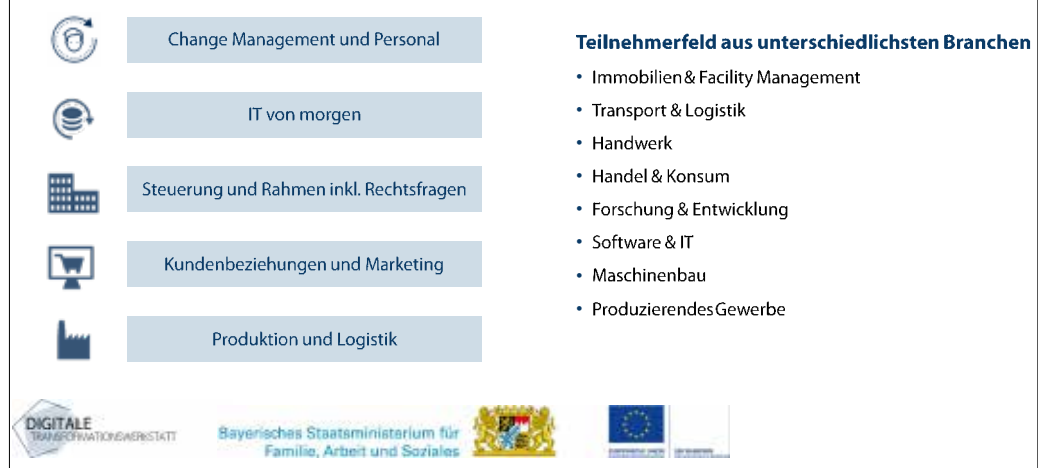 Change Management und Personal
IT von morgen
Steuerung und Rahmen inkl. Rechtsfragen
Kundenbeziehungen und Marketing
Produktion und Logistik
Teilnehmerfeld aus unterschiedlichsten Branchen
• Immobilien & Facility Management
• Transport & Logistik
• Handwerk
• Handel & Konsum
• Forschung & Entwicklung
• Software & IT
• Maschinenbau
• Produzierendes Gewerbe
DIGITALE
TRANSFORMATIONSWERKSTATT
Bayerisches Staatsministerium für
Familie, Arbeit und Soziales